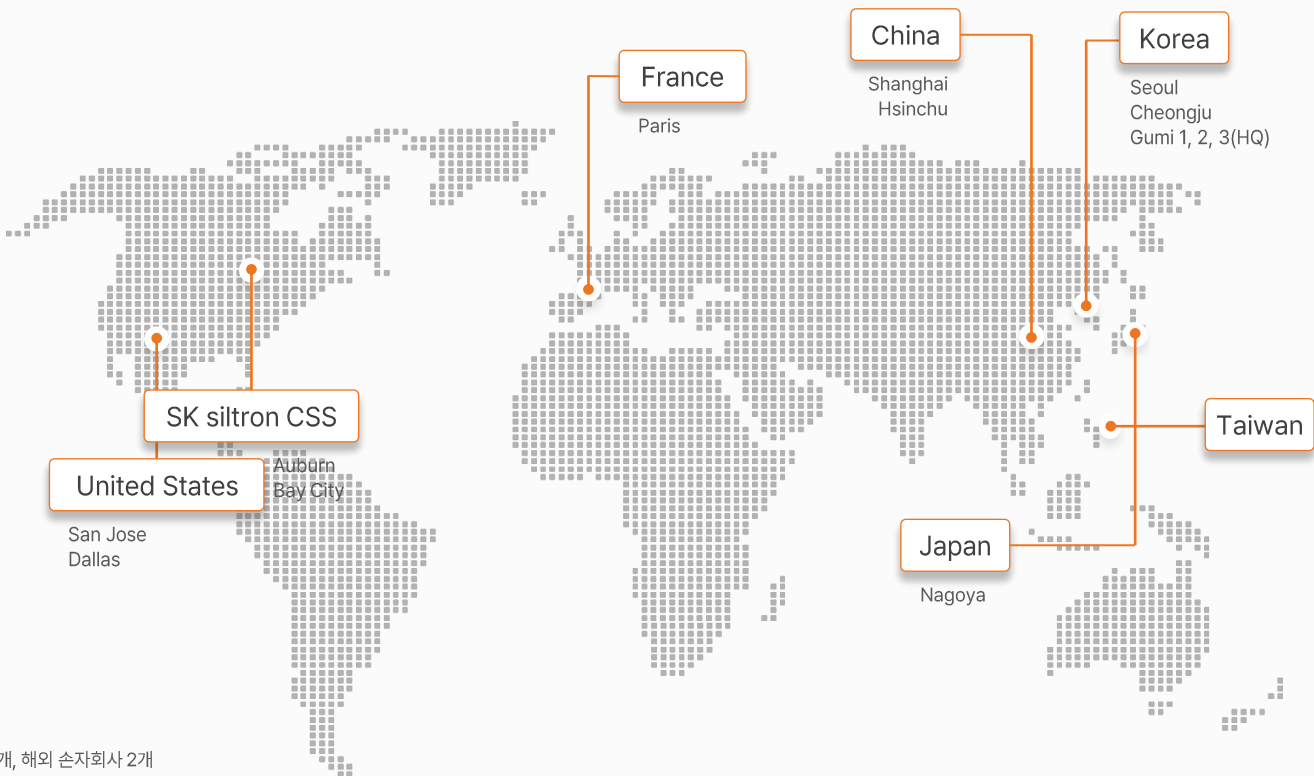 China
Shanghai
Hsinchu
Korea
Seoul
Cheongju
Gumi 1, 2, 3(HQ)
France
Paris
SK siltron CSS
Auburn
Bay City
United States
San Jose
Dallas
Taiwan
Japan
Nagoya
개, 해외 손자회사 2개